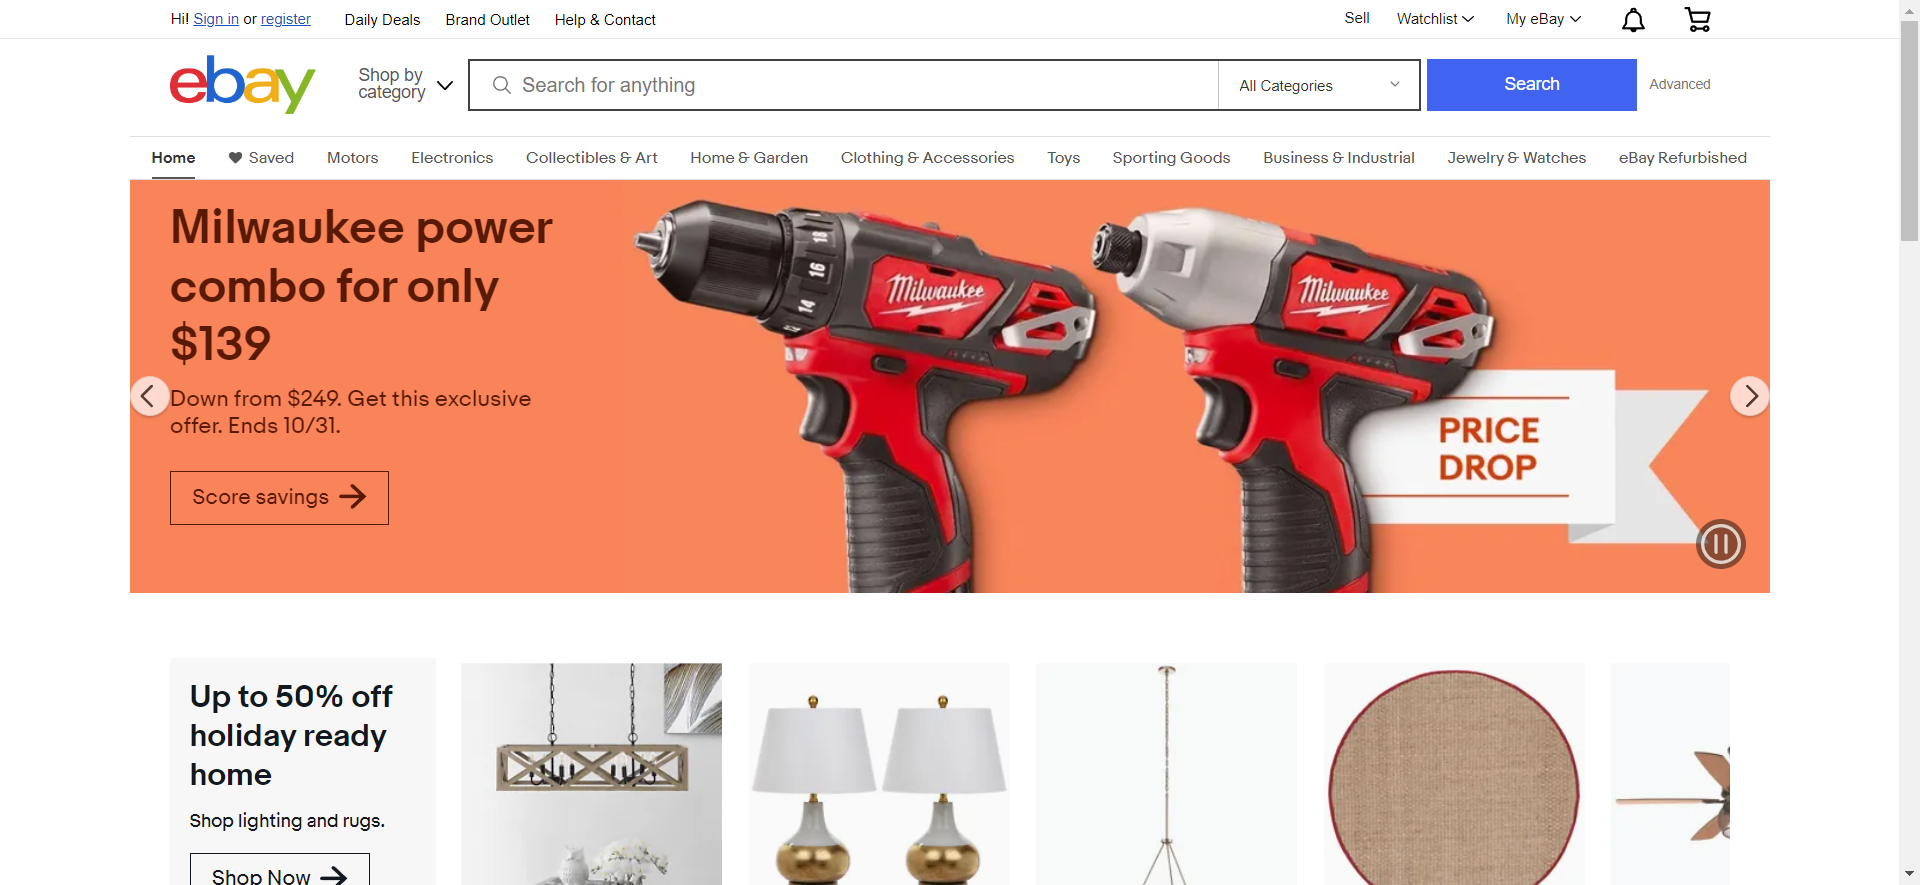 Hi! Sign in or register
Daily Deals
Brand Outlet
Help & Contact
Sell
Watchlist
My eBay
ebay
Shop by
category
Search for anything
All Categories
Search
Advanced
Home
Saved
Motors
Electronics
Collectibles & Art
Home & Garden
Clothing & Accessories
Toys
Sporting Goods
Business & Industrial
Jewelry & Watches
eBay Refurbished
Milwaukee power
combo for only
$139
Down from $249. Get this exclusive
offer. Ends 10/31.
Score savings
18
16
14
12
Milwaukee
Milwaukee
PRICE
DROP
Up to 50% off
holiday ready
home
Shop lighting and rugs.
Shop Now